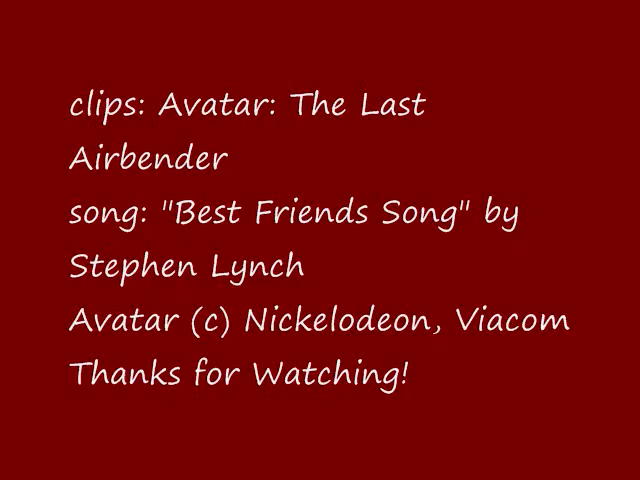 clips: Avatar: The Last
Airbender
song: "Best Friends Song" by
Stephen Lynch
Avatar (c) Nickelodeon, Viacom
Thanks for Watching!